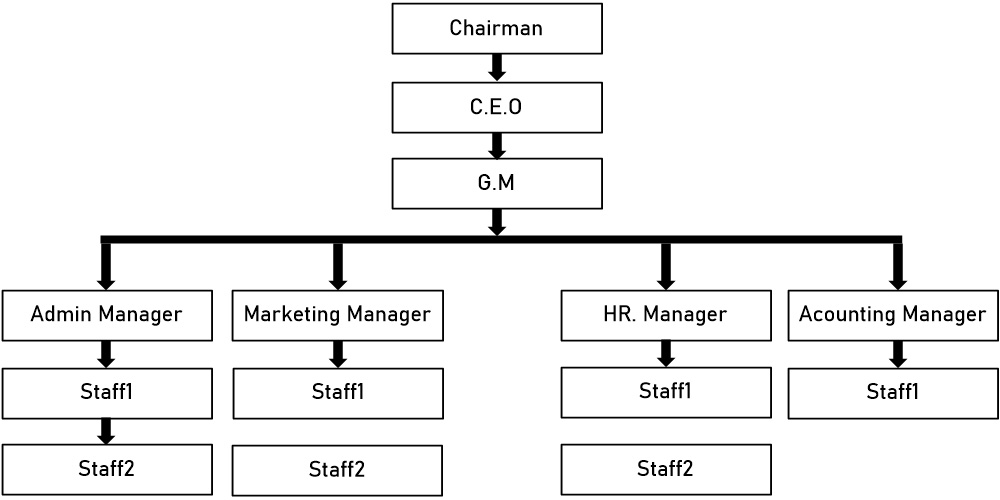 Chairman
C.E.O
G.M
Admin Manager
Marketing Manager
HR. Manager
Acounting Manager
Staff1
Staff1
Staff1
Staff1
Staff2
Staff2
Staff2